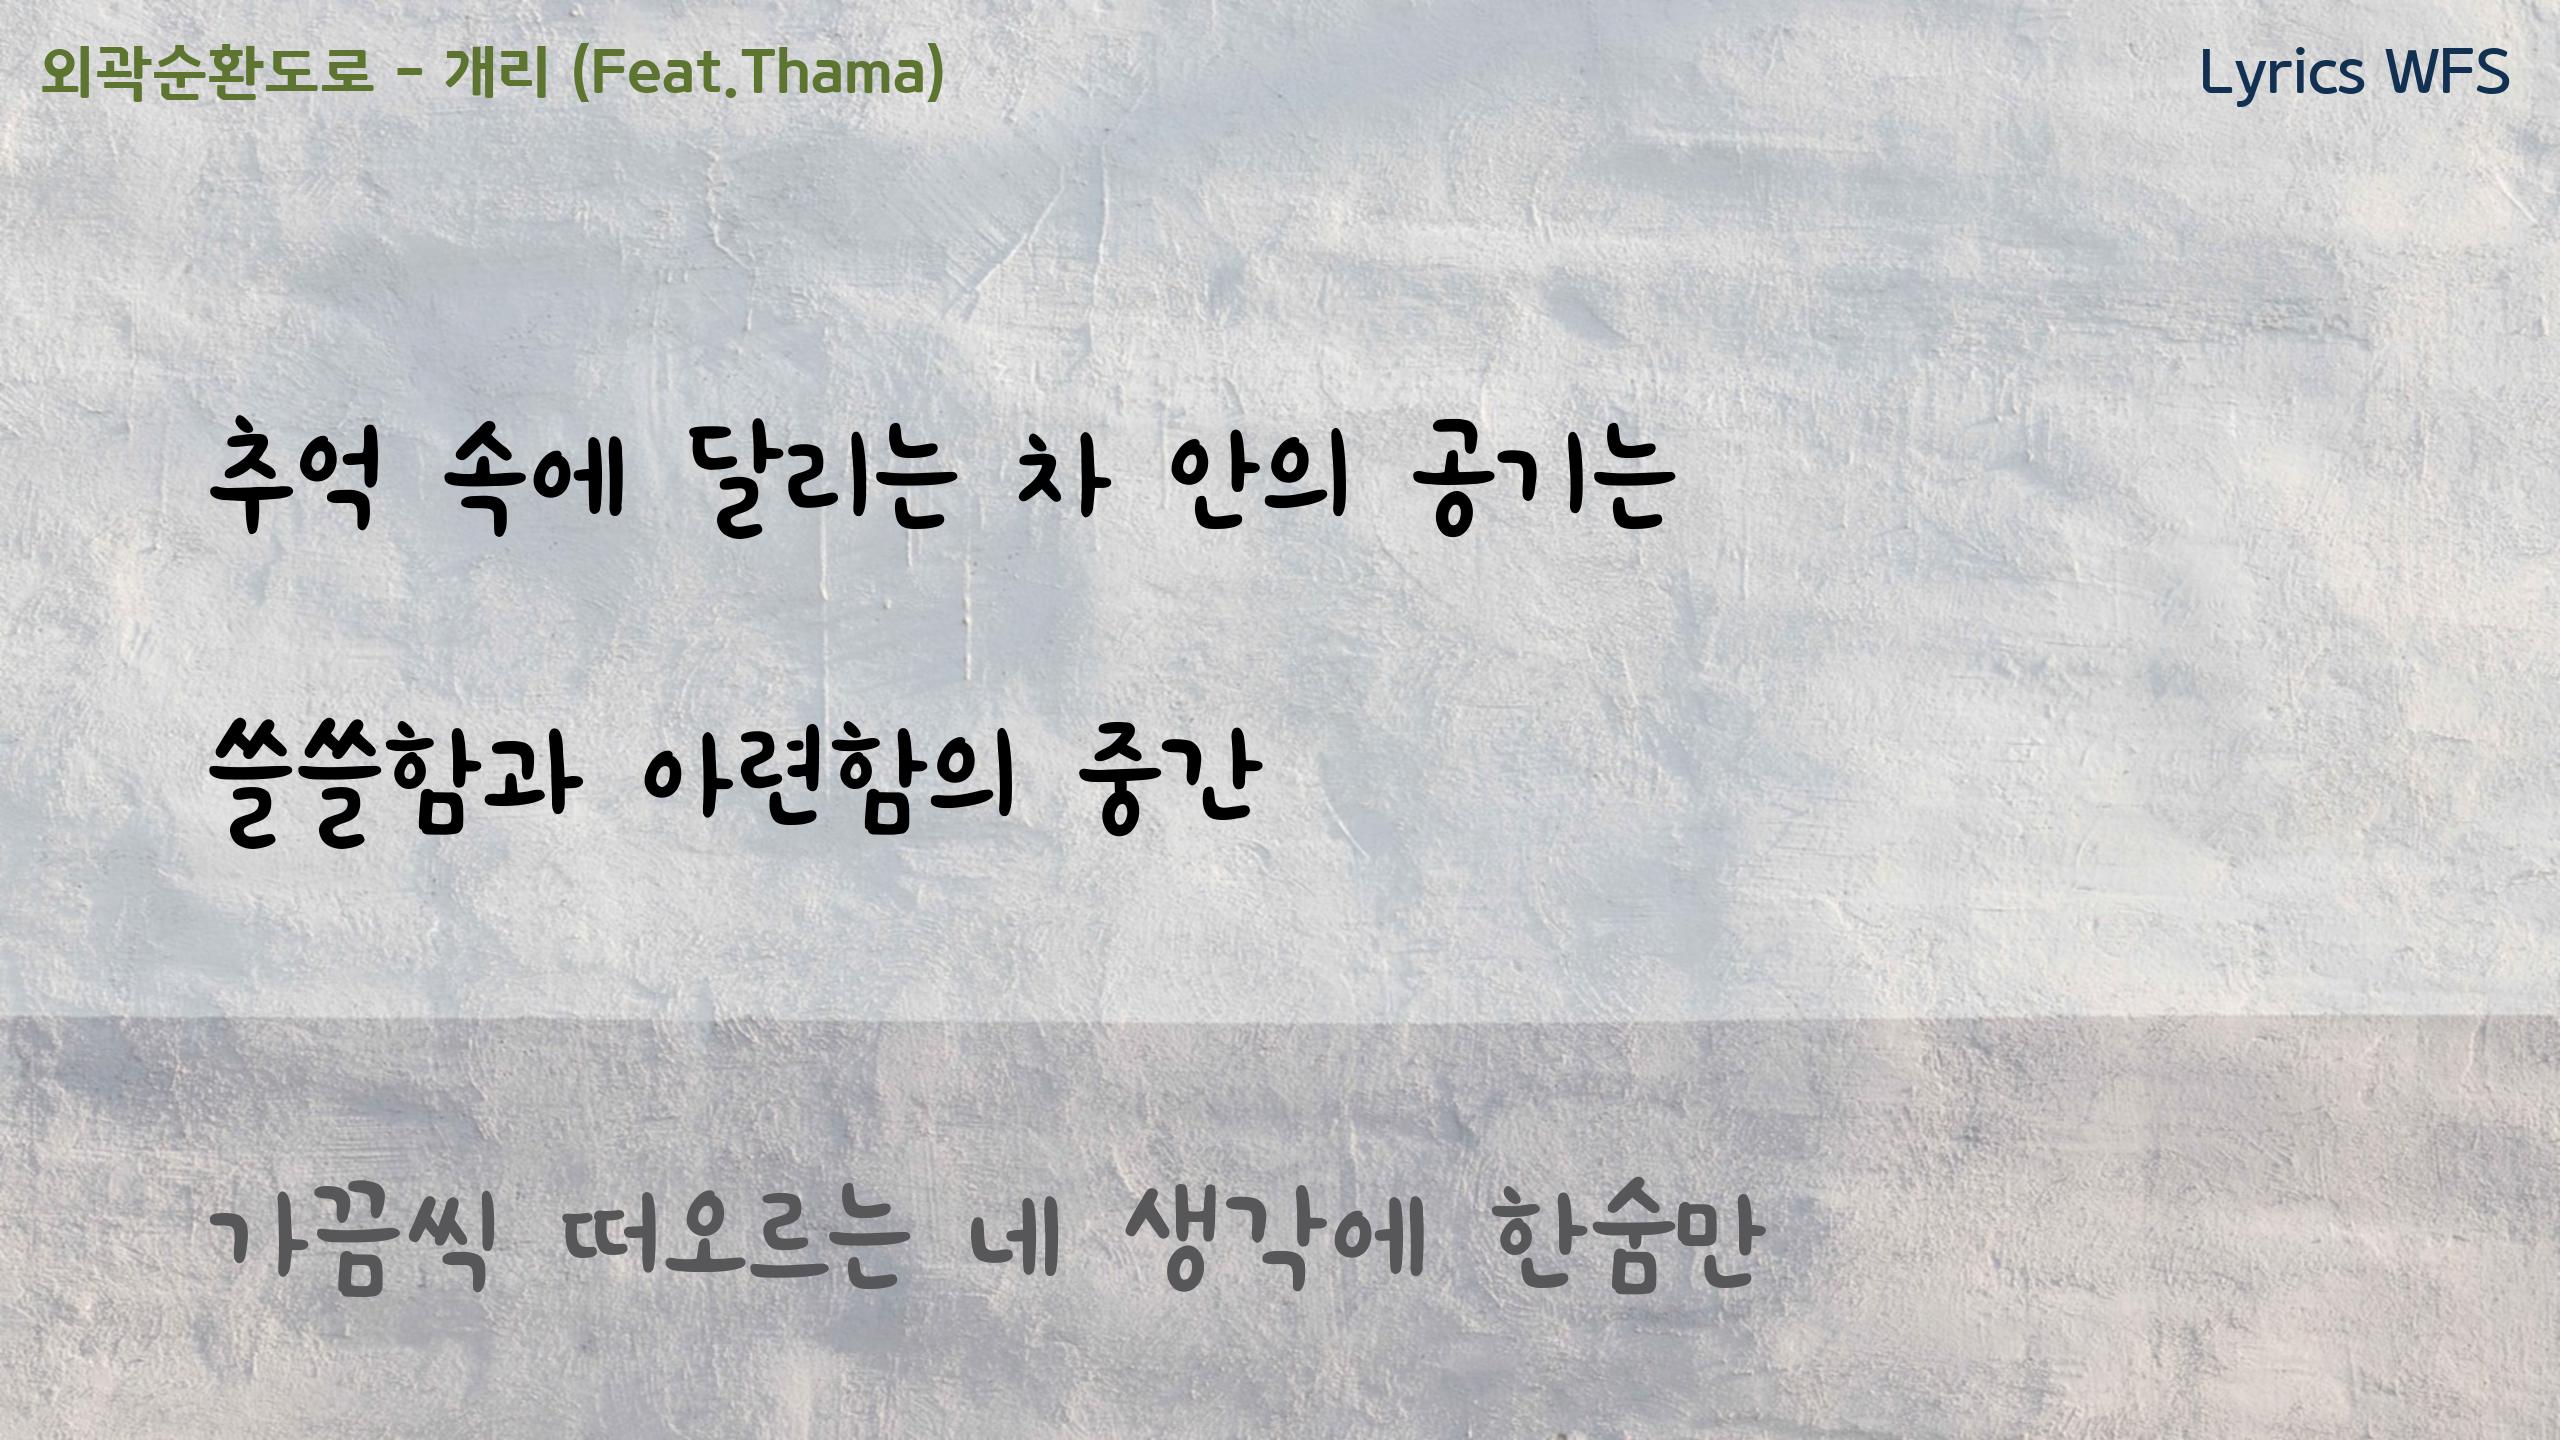 외곽순환도로 - 개리 (Feat.Thama)
Lyrics WFS
추억 속에 달리는 차 안의 공기는
쓸쓸함과 아련함의 중간
가끔씩 떠오르는 네 생각에 한숨만